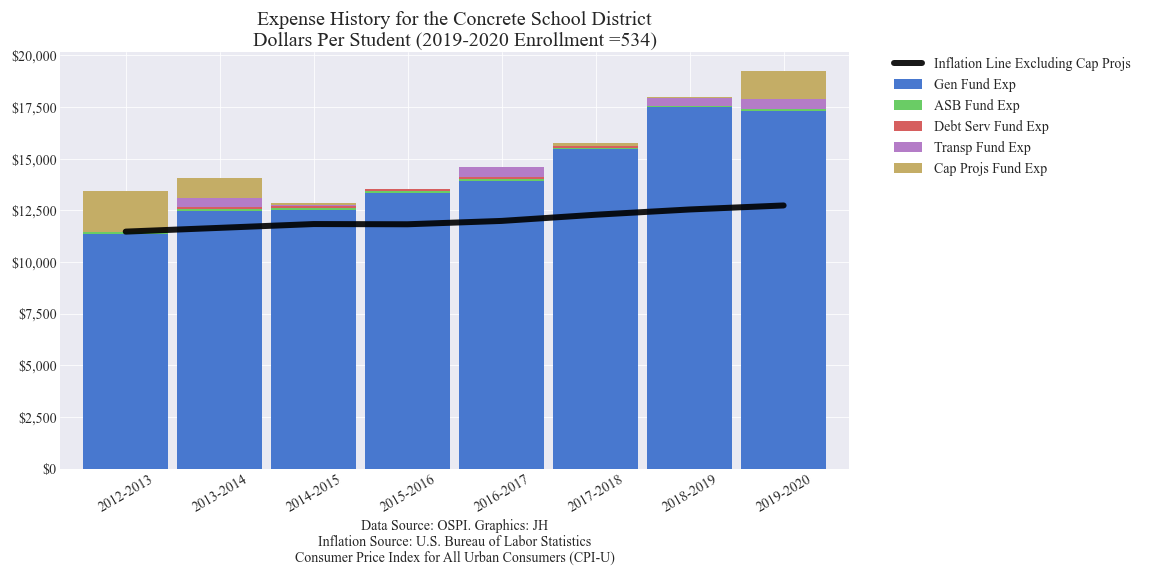 Expense History for the Concrete School District
Dollars Per Student (2019-2020 Enrollment =534)
$20,000
$17,500
$15,000
$12,500
$10,000
$7,500
$5,000
$2,500
$0
2012-2013
2013-2014
2014-2015
2015-2016
2016-2017
2017-2018
2018-2019
2019-2020
Inflation Line Excluding Cap Projs
Gen Fund Exp
ASB Fund Exp
Debt Serv Fund Exp
Transp Fund Exp
Cap Projs Fund Exp
Data Source: OSPI. Graphics: JH
Inflation Source: U.S. Bureau of Labor Statistics
Consumer Price Index for All Urban Consumers (CPI-U)